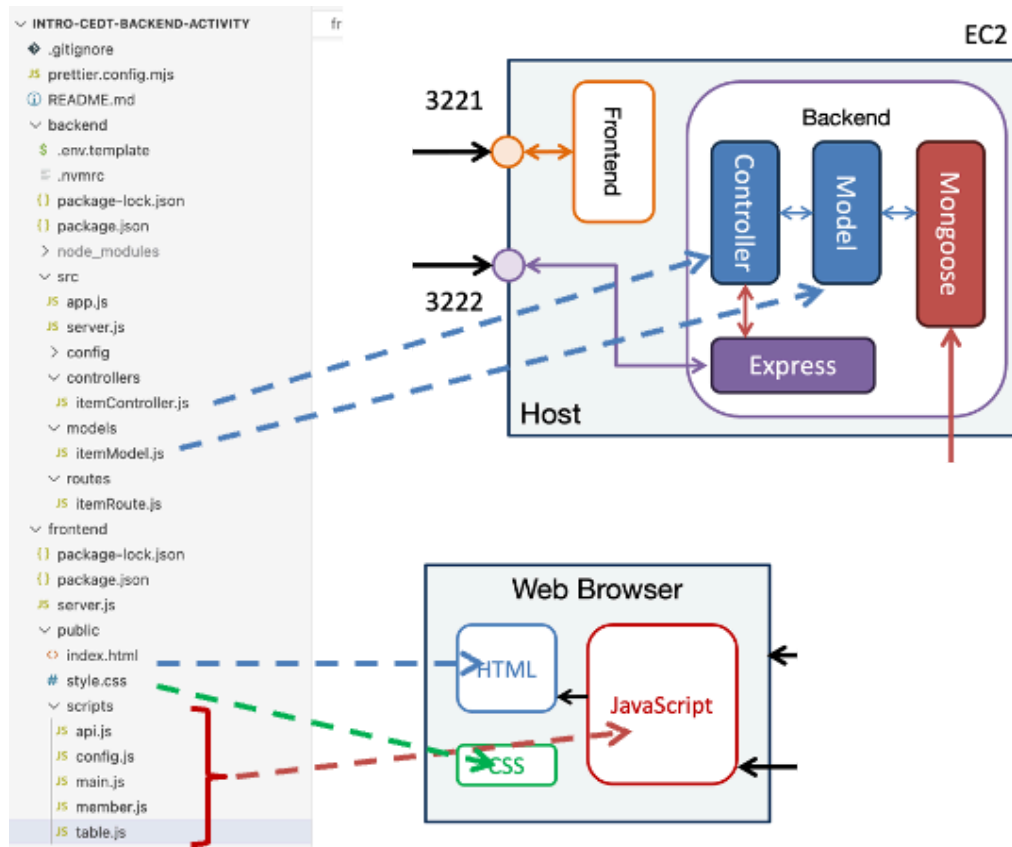 INTRO-CEDT-BACKEND-ACTIVITY
.gitignore
prettier.config.mjs
README.md
backend
.env.template
.nvmrc
package-lock.json
package.json
node_modules
src
app.js
server.js
config
controllers
itemController.js
models
itemModel.js
routes
itemRoute.js
frontend
package-lock.json
package.json
server.js
public
index.html
style.css
scripts
api.js
config.js
main.js
member.js
table.js
fr
EC2
3221
Frontend
Backend
Controller
Model
Mongoose
3222
Express
Host
Web Browser
HTML
JavaScript
CSS